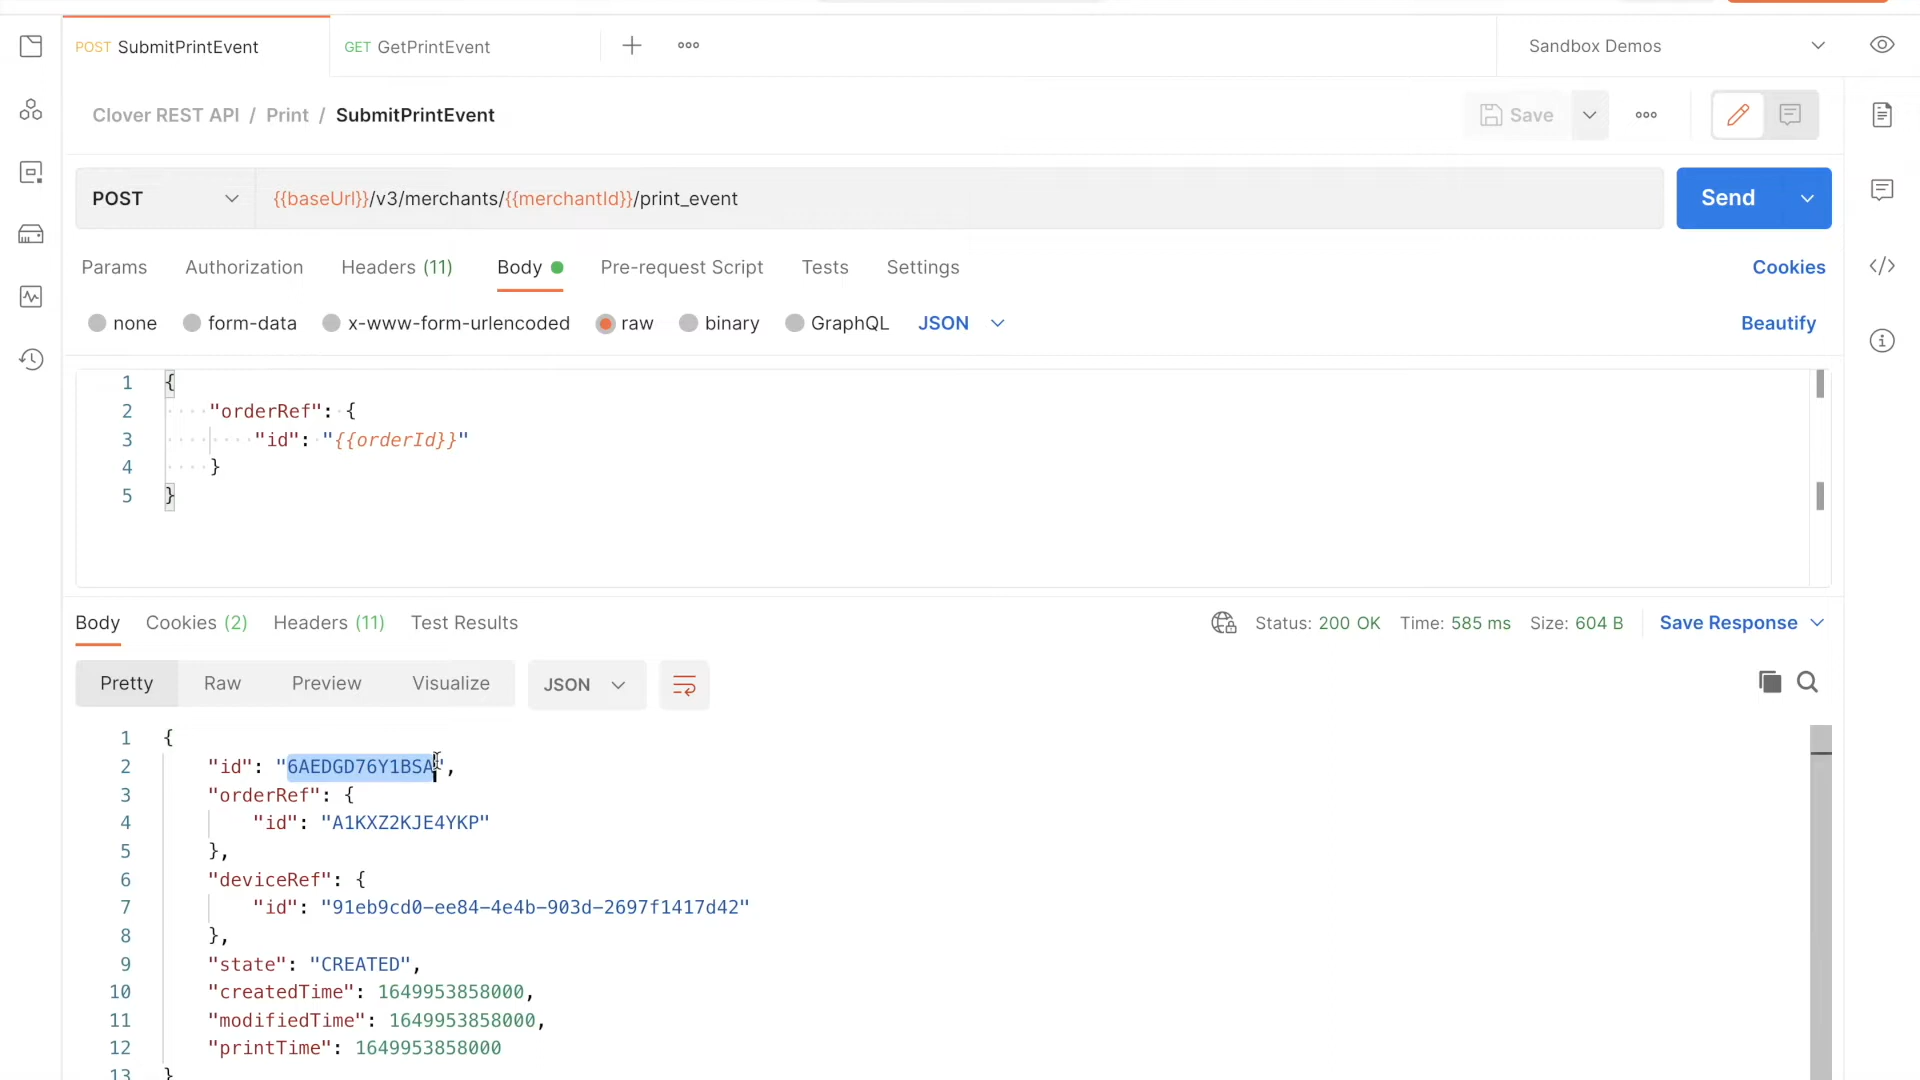 POST SubmitPrintEvent
GET GetPrintEvent
Sandbox Demos
Clover REST API / Print / SubmitPrintEvent
Save
POST
{{baseUrl}}/v3/merchants/{{merchantId}}/print_event
Send
Params
Authorization
Headers (11)
Body
Pre-request Script
Tests
Settings
Cookies
none
form-data
x-www-form-urlencoded
raw
binary
GraphQL
JSON
Beautify
1 {
2 "orderRef": {
3 "id": "{{orderId}}"
4 }
5 }
Body
Cookies (2)
Headers (11)
Test Results
Status: 200 OK
Time: 585 ms
Size: 604 B
Save Response
Pretty
Raw
Preview
Visualize
JSON
1 {
2 "id": "6AEDGD76Y1BSA",
3 "orderRef": {
4 "id": "A1KXZ2KJE4YKP"
5 },
6 "deviceRef": {
7 "id": "91eb9cd0-ee84-4e4b-903d-2697f1417d42"
8 },
9 "state": "CREATED",
10 "createdTime": 1649953858000,
11 "modifiedTime": 1649953858000,
12 "printTime": 1649953858000
13 }